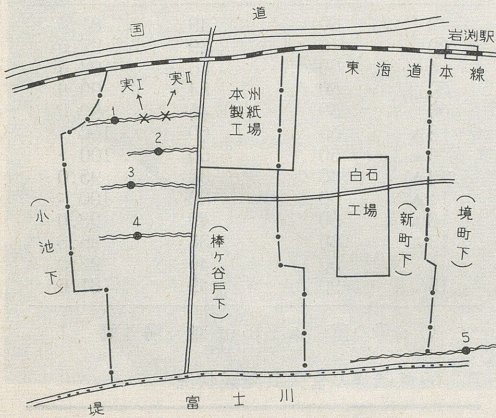 国道
岩渕駅
東海道本線
実I
実II
本州
製紙
工場
1
2
3
4
白石
工場
(小池下)
(棒ヶ谷戸下)
(新町下)
(境町下)
5
堤
富士川